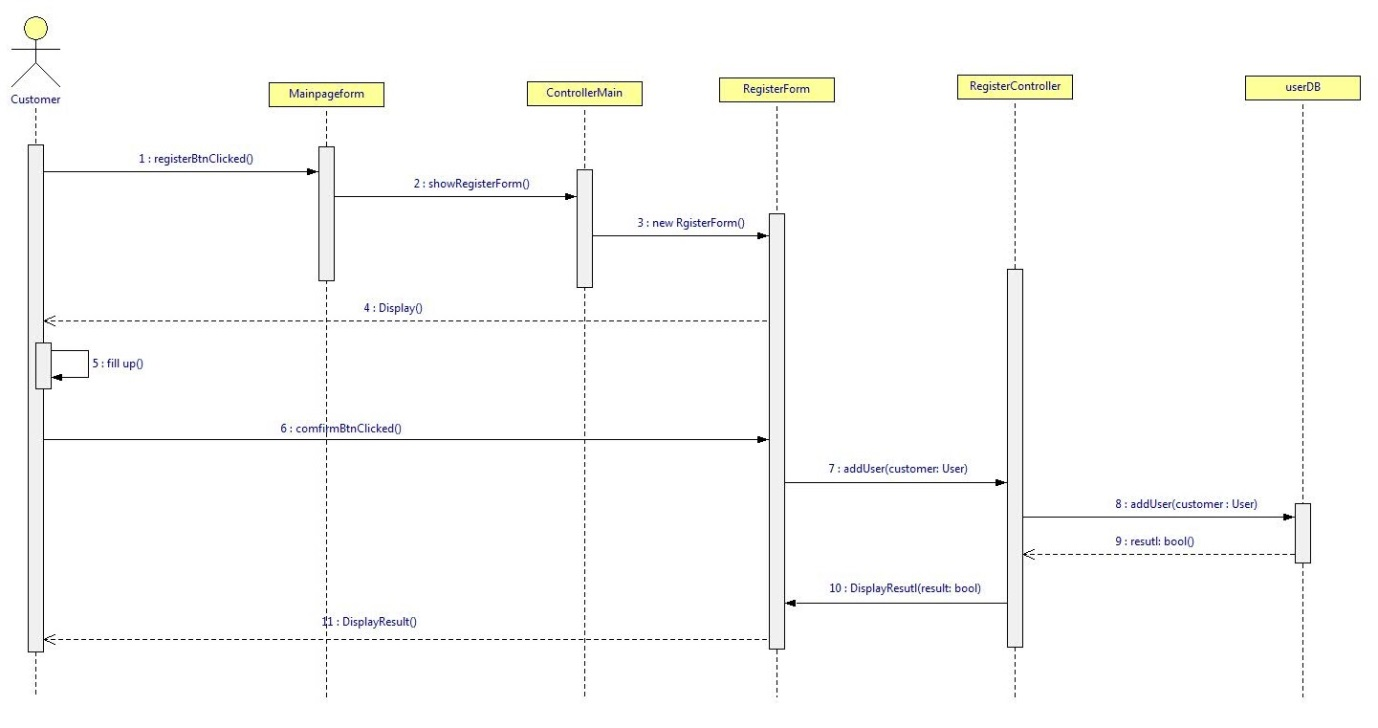 Customer
Mainpageform
ControllerMain
RegisterForm
RegisterController
userDB
1 : registerBtnClicked()
2 : showRegisterForm()
3 : new RgisterForm()
4 : Display()
5 : fill up()
6 : comfirmBtnClicked()
7 : addUser(customer: User)
8 : addUser(customer : User)
9 : resutl: bool()
10 : DisplayResutl(result: bool)
11 : DisplayResult()